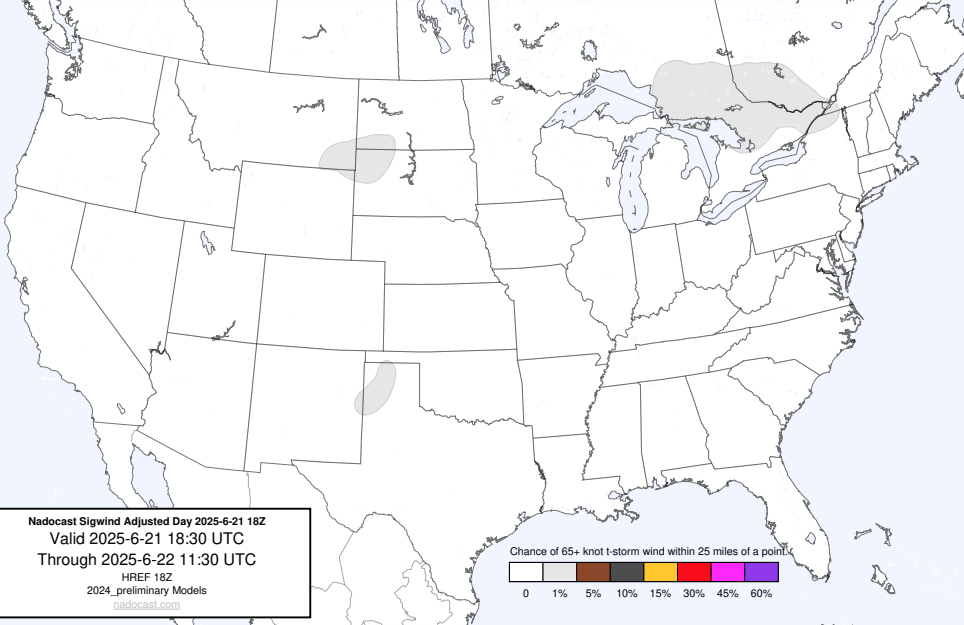 Nadocast Sigwind Adjusted Day 2025-6-21 18Z
Valid 2025-6-21 18:30 UTC
Through 2025-6-22 11:30 UTC
HREF 18Z
2024_preliminary Models
nadocast.com
Chance of 65+ knot t-storm wind within 25 miles of a point.
0 1% 5% 10% 15% 30% 45% 60%